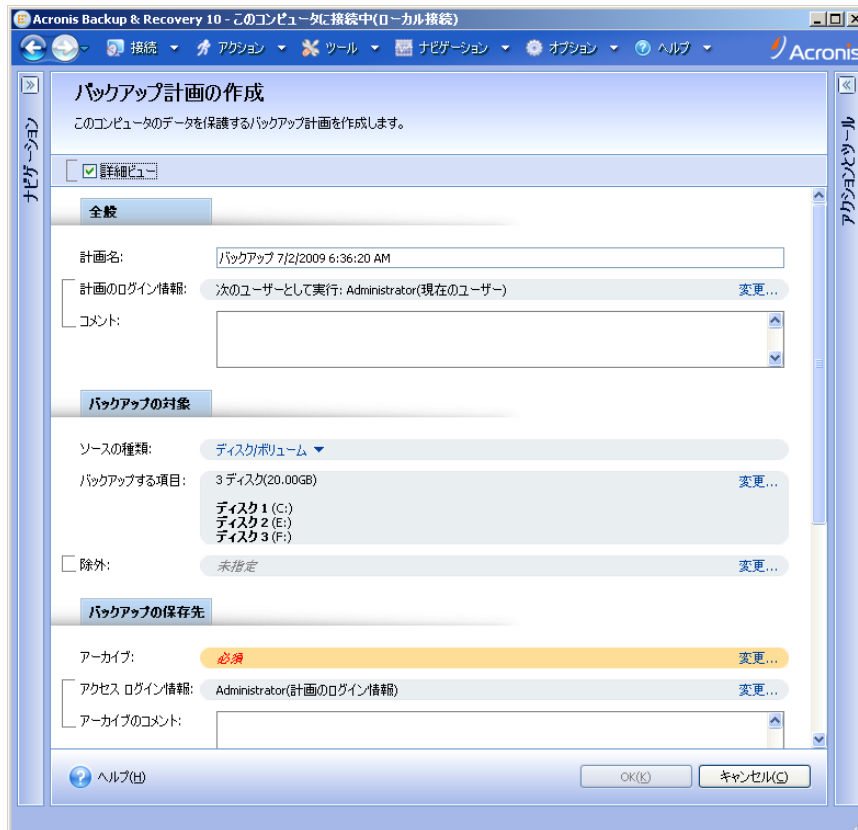 Acronis Backup & Recovery 10 - このコンピュータに接続中(ローカル接続)
接続 アクション ツール ナビゲーション オプション ヘルプ Acronis
ナビゲーション
アクションとツール
バックアップ計画の作成
このコンピュータのデータを保護するバックアップ計画を作成します。
詳細ビュー
全般
計画名: バックアップ 7/2/2009 6:36:20 AM
計画のログイン情報: 次のユーザーとして実行: Administrator(現在のユーザー) 変更...
コメント:
バックアップの対象
ソースの種類: ディスク/ボリューム
バックアップする項目: 3 ディスク(20.00GB) 変更...
ディスク 1 (C:)
ディスク 2 (E:)
ディスク 3 (F:)
除外: 未指定 変更...
バックアップの保存先
アーカイブ: 必須 変更...
アクセス ログイン情報: Administrator(計画のログイン情報) 変更...
アーカイブのコメント:
ヘルプ(H) OK(K) キャンセル(C)